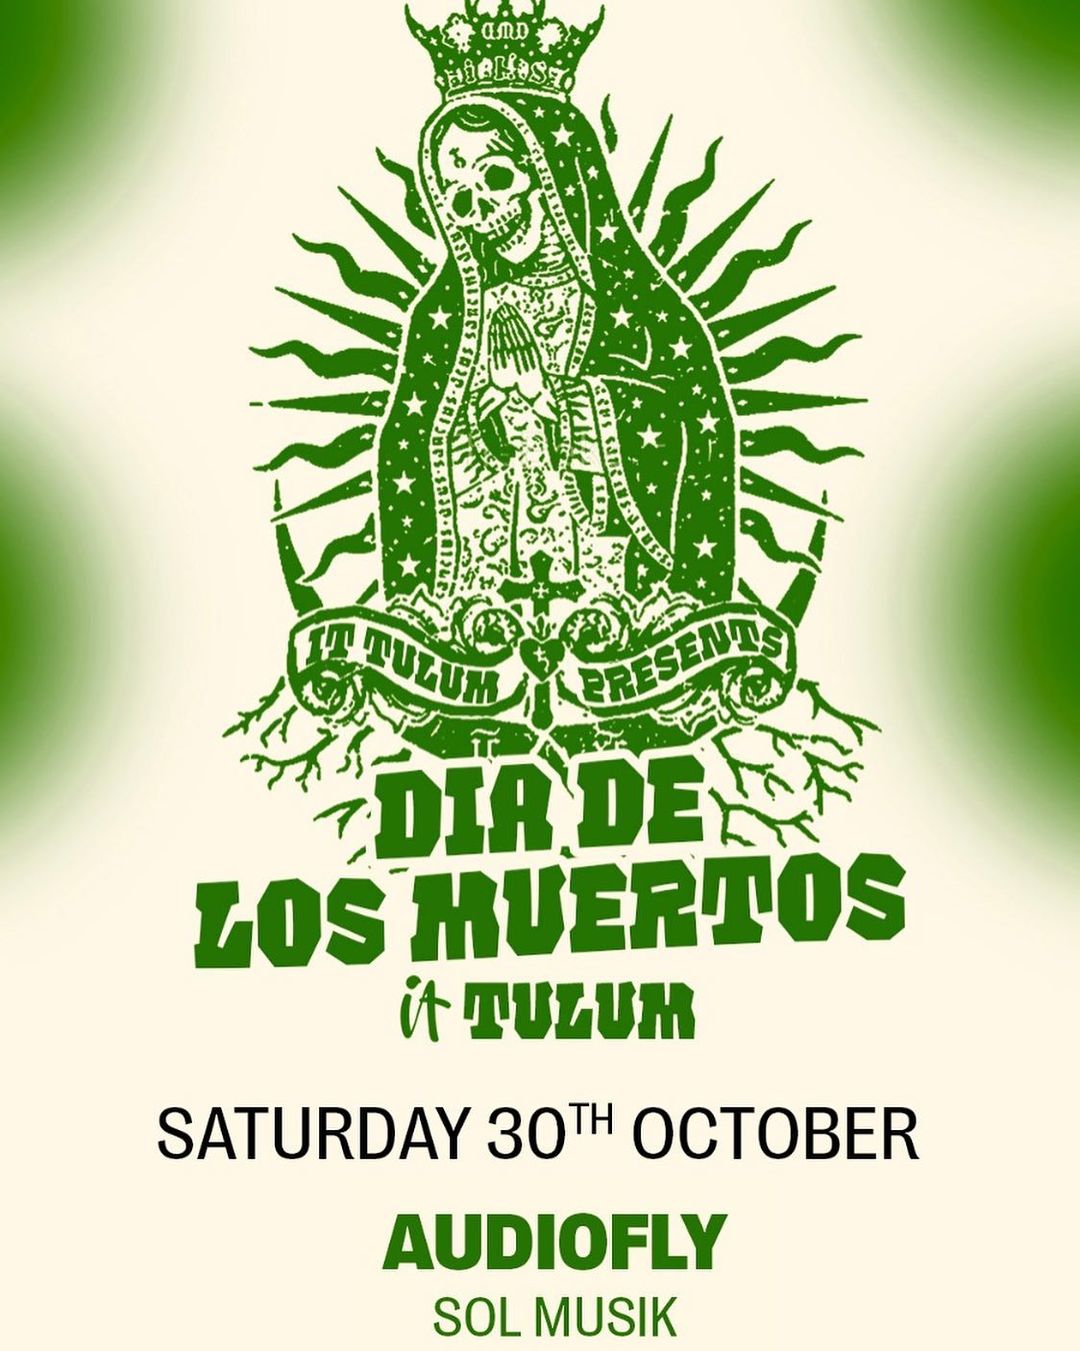 IT TULUM PRESENTS
DIA DE
LOS MUERTOS
it TULUM
SATURDAY 30TH OCTOBER
AUDIOFLY
SOL MUSIK